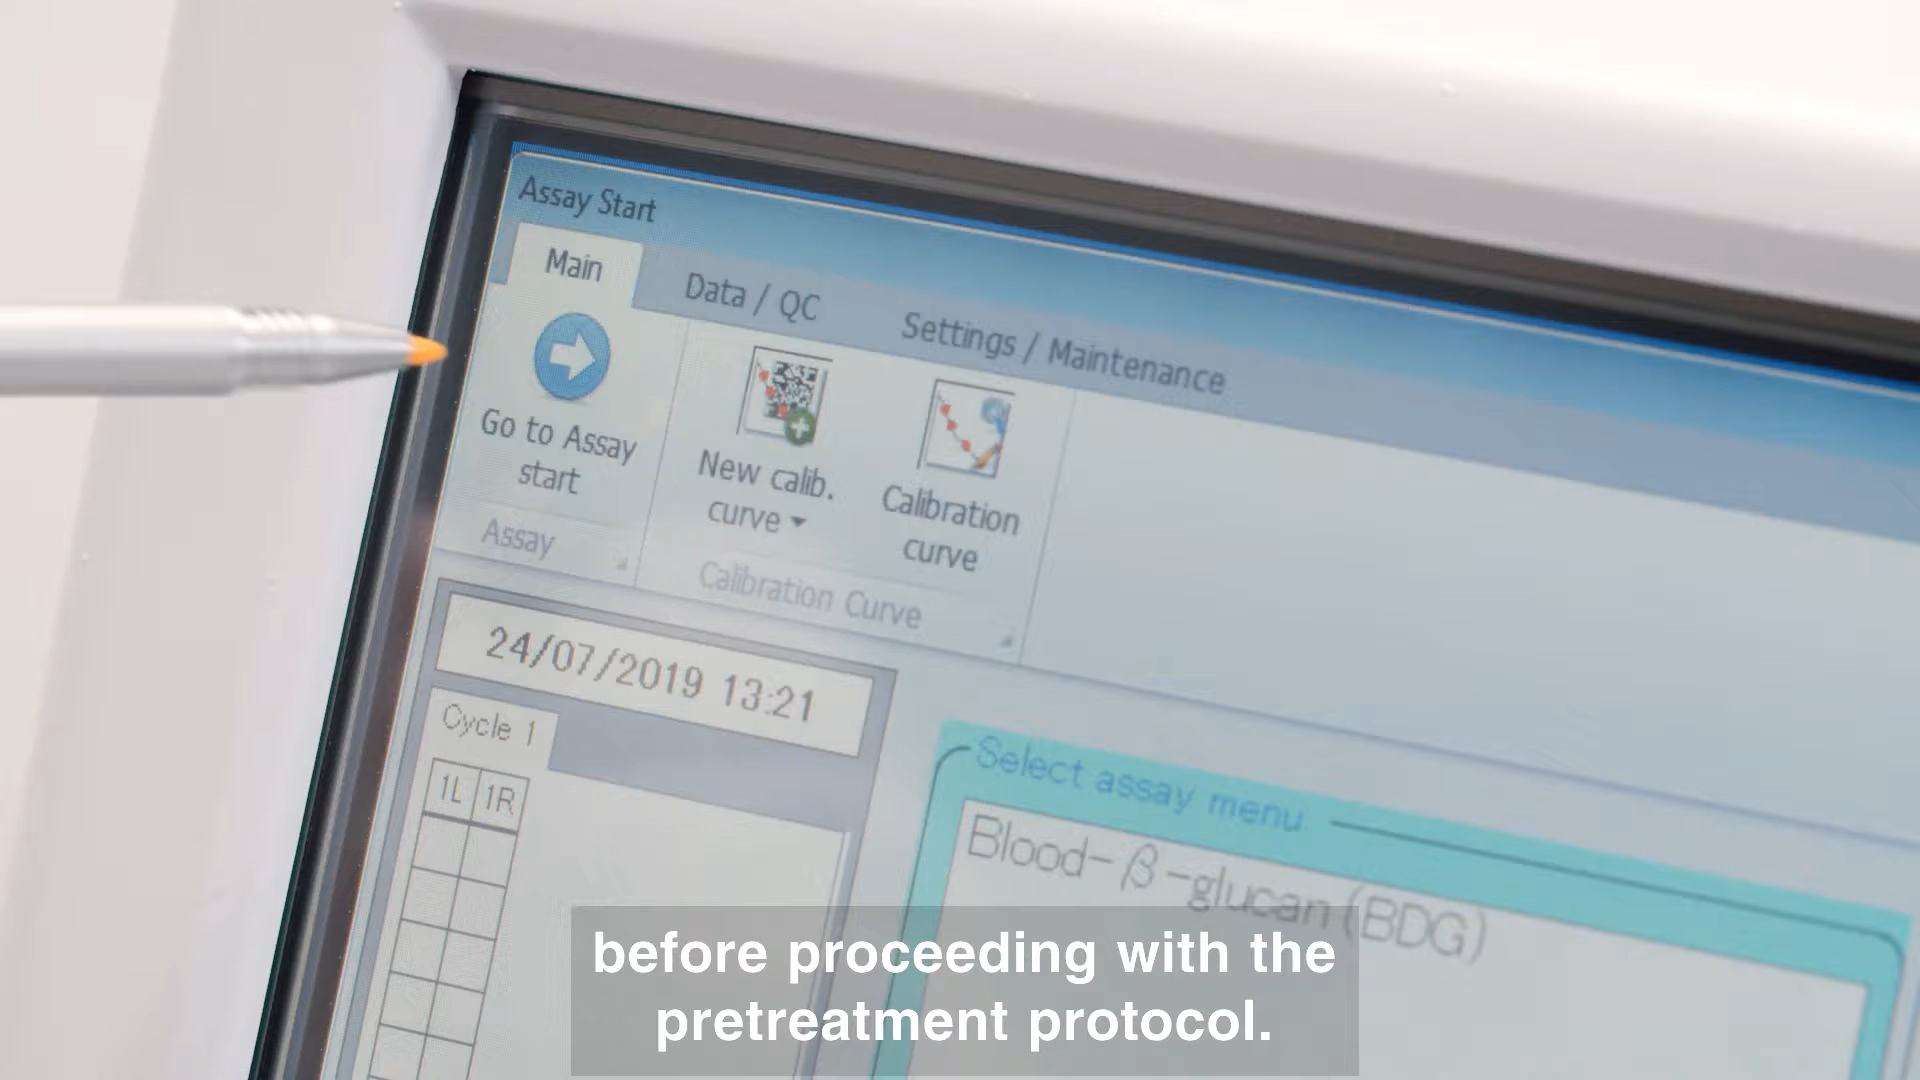 Assay Start
Main
Data / QC
Settings / Maintenance
Go to Assay
start
New calib.
curve
Calibration
curve
Assay
Calibration Curve
24/07/2019 13:21
Cycle 1
1L 1R
Select assay menu
Blood-β-glucan(BDG)
before proceeding with the
pretreatment protocol.